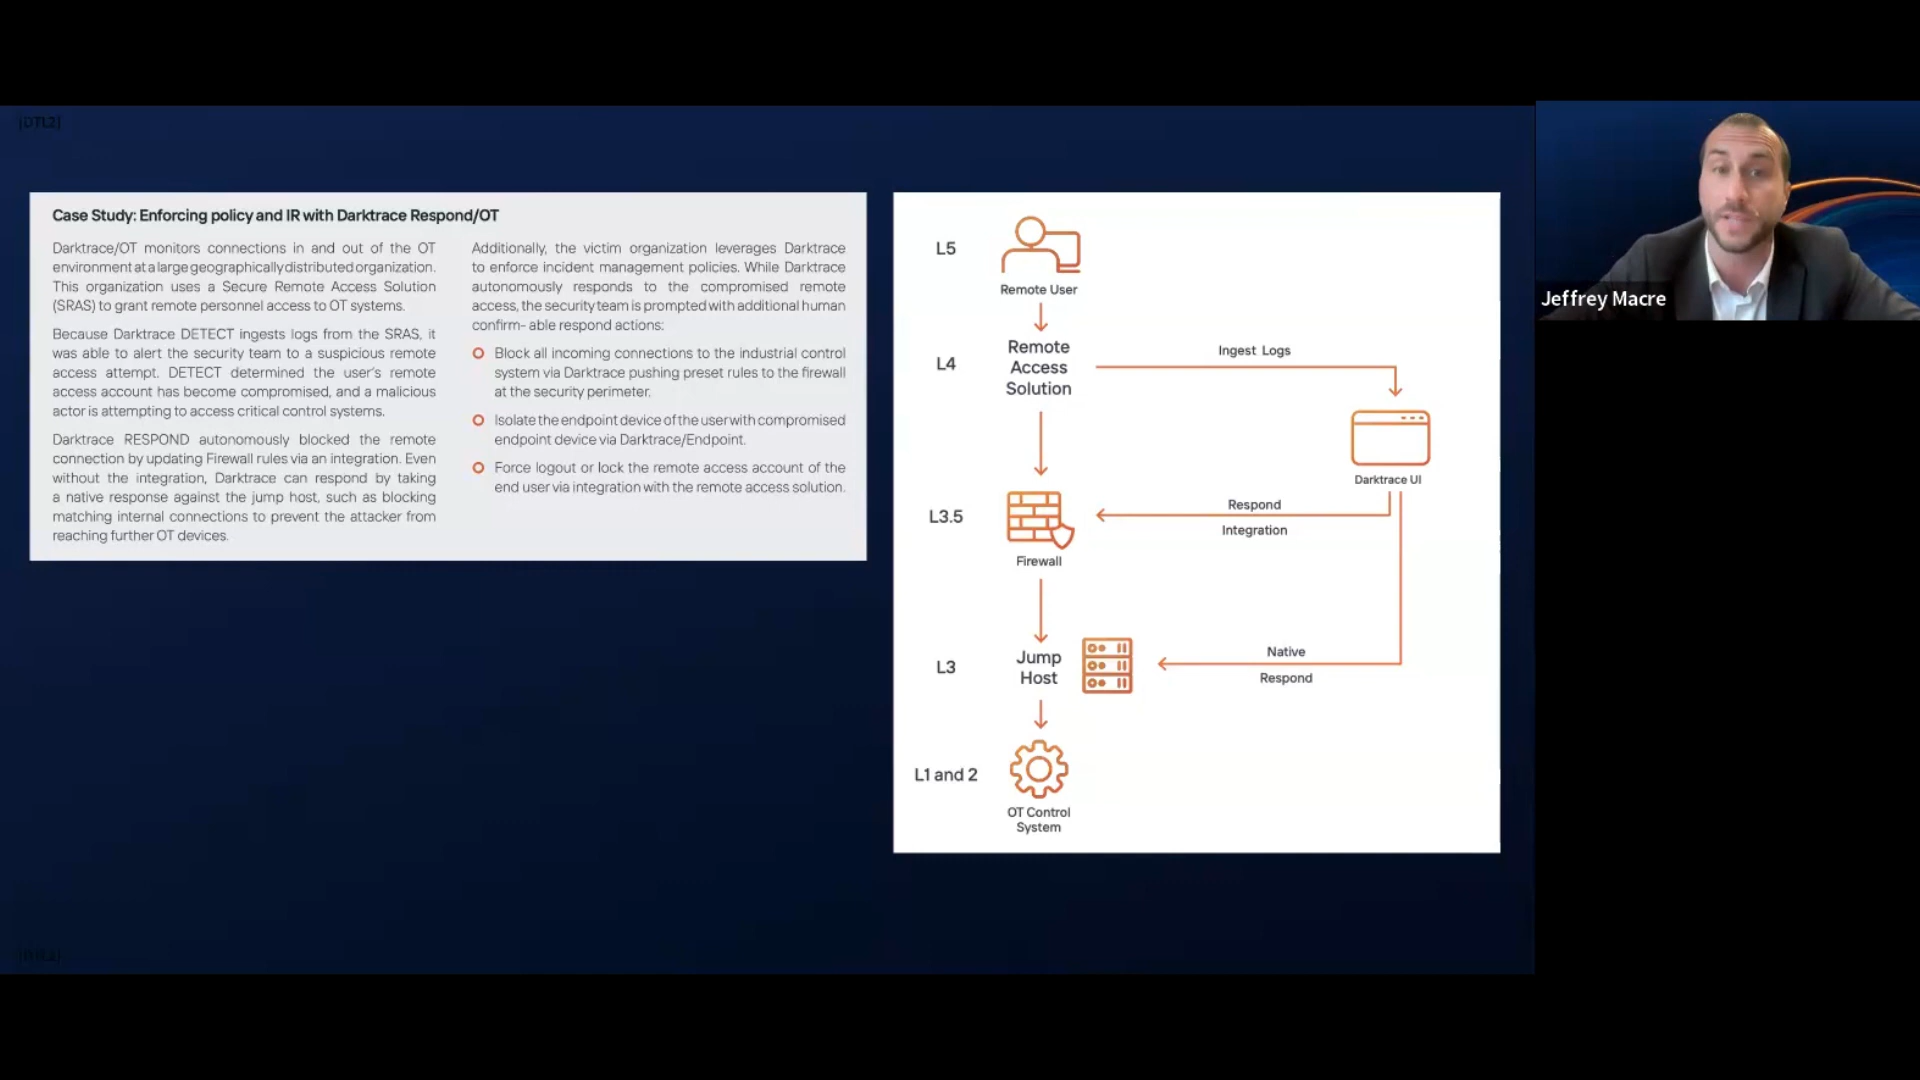 [DTL2]
Case Study: Enforcing policy and IR with Darktrace Respond/OT
Darktrace/OT monitors connections in and out of the OT
environment at a large geographically distributed organization.
This organization uses a Secure Remote Access Solution
(SRAS) to grant remote personnel access to OT systems.
Because Darktrace DETECT ingests logs from the SRAS, it
was able to alert the security team to a suspicious remote
access attempt. DETECT determined the user's remote
access account has become compromised, and a malicious
actor is attempting to access critical control systems.
Darktrace RESPOND autonomously blocked the remote
connection by updating Firewall rules via an integration. Even
without the integration, Darktrace can respond by taking
a native response against the jump host, such as blocking
matching internal connections to prevent the attacker from
reaching further OT devices.
Additionally, the victim organization leverages Darktrace
to enforce incident management policies. While Darktrace
autonomously responds to the compromised remote
access, the security team is prompted with additional human
confirm- able respond actions:
Block all incoming connections to the industrial control
system via Darktrace pushing preset rules to the firewall
at the security perimeter.
Isolate the endpoint device of the user with compromised
endpoint device via Darktrace/Endpoint.
Force logout or lock the remote access account of the
end user via integration with the remote access solution.
L5
Remote User
L4
Remote
Access
Solution
Ingest Logs
Darktrace UI
L3.5
Firewall
Respond
Integration
L3
Jump
Host
Native
Respond
L1 and 2
OT Control
System
Jeffrey Macre
[DTL2]